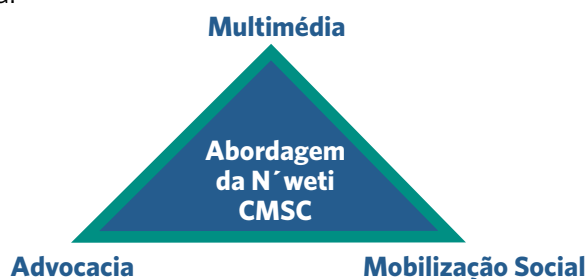 Multimédia
Abordagem
da N´weti
CMSC
Advocacia
Mobilização Social